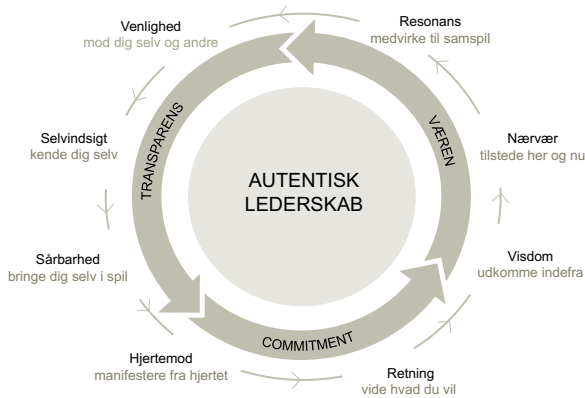 Venlighed
mod dig selv og andre
Resonans
medvirke til samspil
TRANSPARENS
VÆREN
Selvindsigt
kende dig selv
Nærvær
tilstede her og nu
AUTENTISK
LEDERSKAB
Sårbarhed
bringe dig selv i spil
Visdom
udkomme indefra
COMMITMENT
Hjertemod
manifestere fra hjertet
Retning
vide hvad du vil